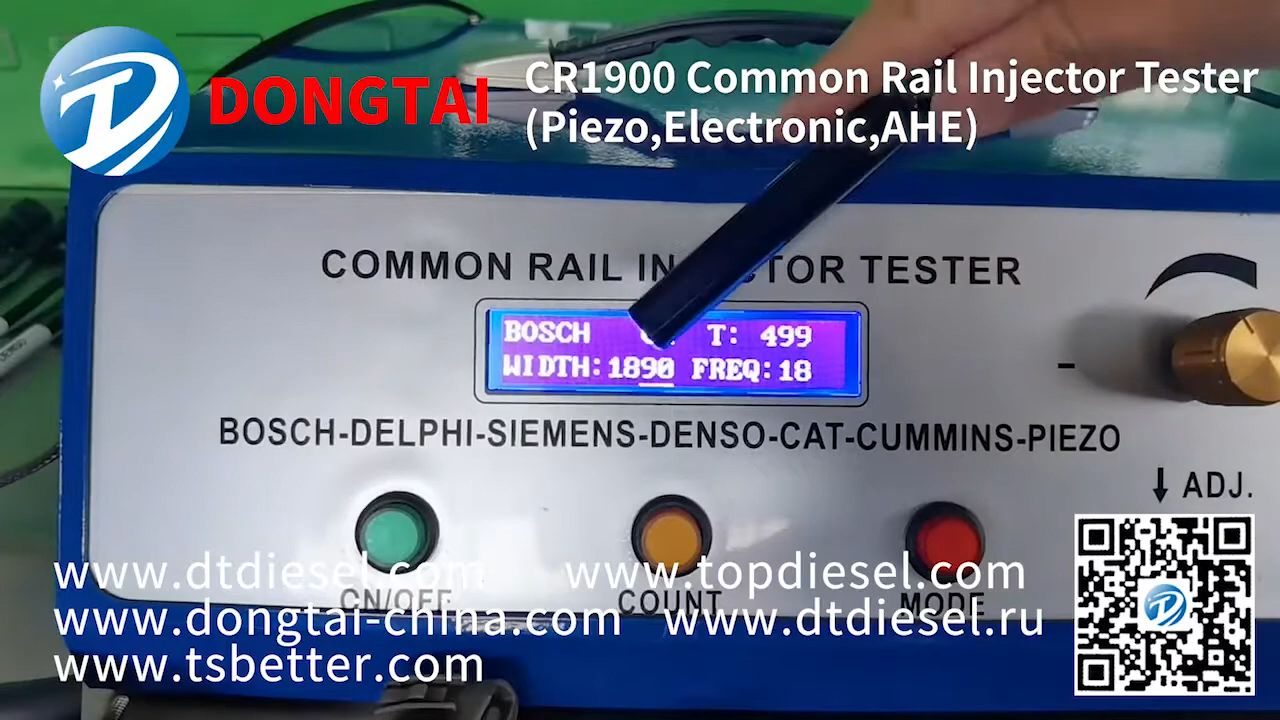 DONGTAI
CR1900 Common Rail Injector Tester
(Piezo,Electronic,AHE)
COMMON RAIL TESTER
BOSCH T: 499
WIDTH:1890 FREQ:18
BOSCH-DELPHI-SIEMENS-DENSO-CAT-CUMMINS-PIEZO
↓ ADJ.
-
www.dtdiesel.com www.topdiesel.com
COUNT MODE
www.dongtai-china.com www.dtdiesel.ru
www.tsbetter.com